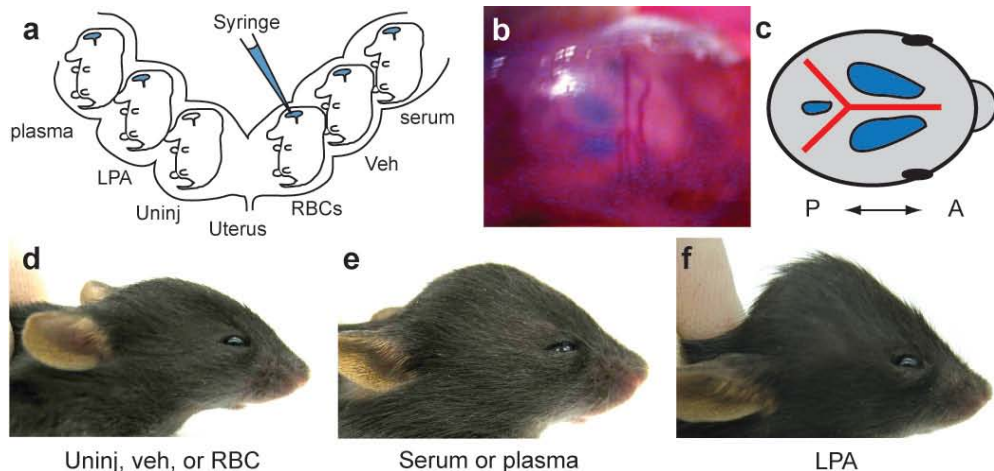 a
Syringe
plasma
LPA
Uninj
Uterus
RBCs
Veh
serum
b
c
P
A
d
Uninj, veh, or RBC
e
Serum or plasma
f
LPA